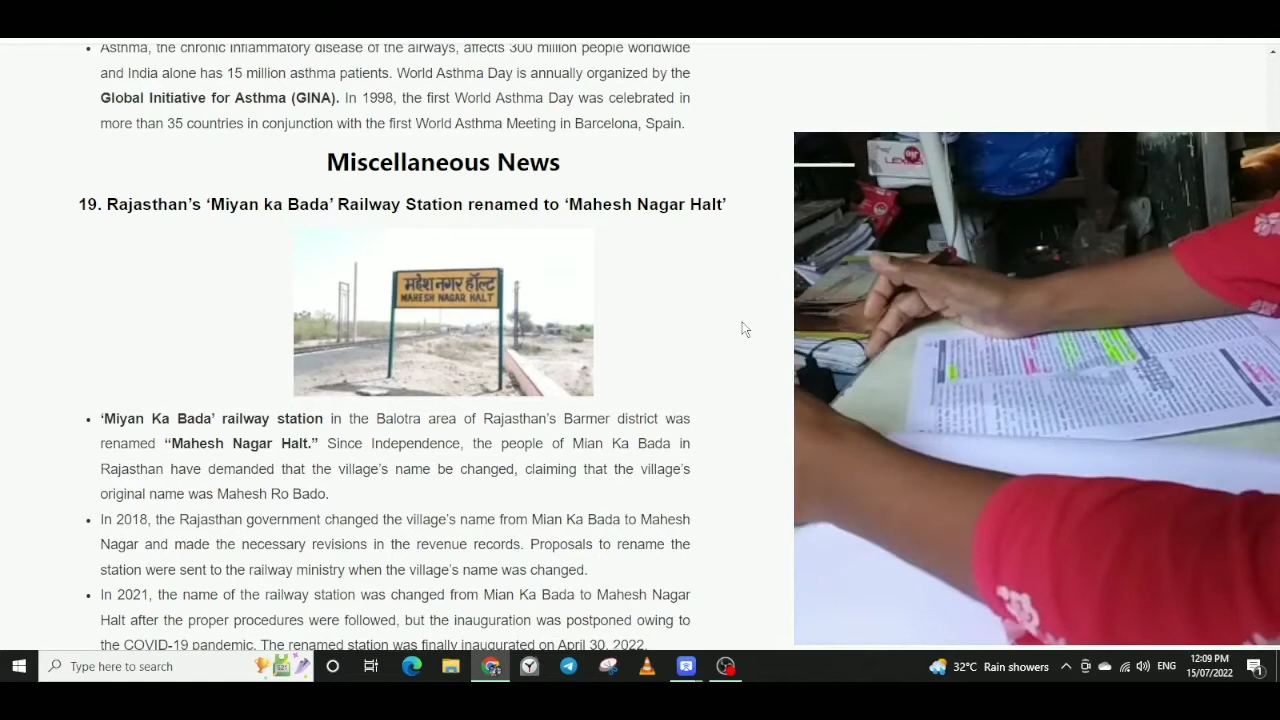 Asthma, the chronic inflammatory disease of the airways, affects 300 million people worldwide
and India alone has 15 million asthma patients. World Asthma Day is annually organized by the
Global Initiative for Asthma (GINA). In 1998, the first World Asthma Day was celebrated in
more than 35 countries in conjunction with the first World Asthma Meeting in Barcelona, Spain.
Miscellaneous News
19. Rajasthan's ‘Miyan ka Bada’ Railway Station renamed to ‘Mahesh Nagar Halt’
महेश नगर हॉल्ट
MAHESH NAGAR HALT
‘Miyan Ka Bada’ railway station in the Balotra area of Rajasthan's Barmer district was
renamed “Mahesh Nagar Halt.” Since Independence, the people of Mian Ka Bada in
Rajasthan have demanded that the village's name be changed, claiming that the village's
original name was Mahesh Ro Bado.
In 2018, the Rajasthan government changed the village's name from Mian Ka Bada to Mahesh
Nagar and made the necessary revisions in the revenue records. Proposals to rename the
station were sent to the railway ministry when the village's name was changed.
In 2021, the name of the railway station was changed from Mian Ka Bada to Mahesh Nagar
Halt after the proper procedures were followed, but the inauguration was postponed owing to
the COVID-19 pandemic. The renamed station was finally inaugurated on April 30, 2022.
Type here to search
32°C Rain showers
ENG
12:09 PM
15/07/2022
1